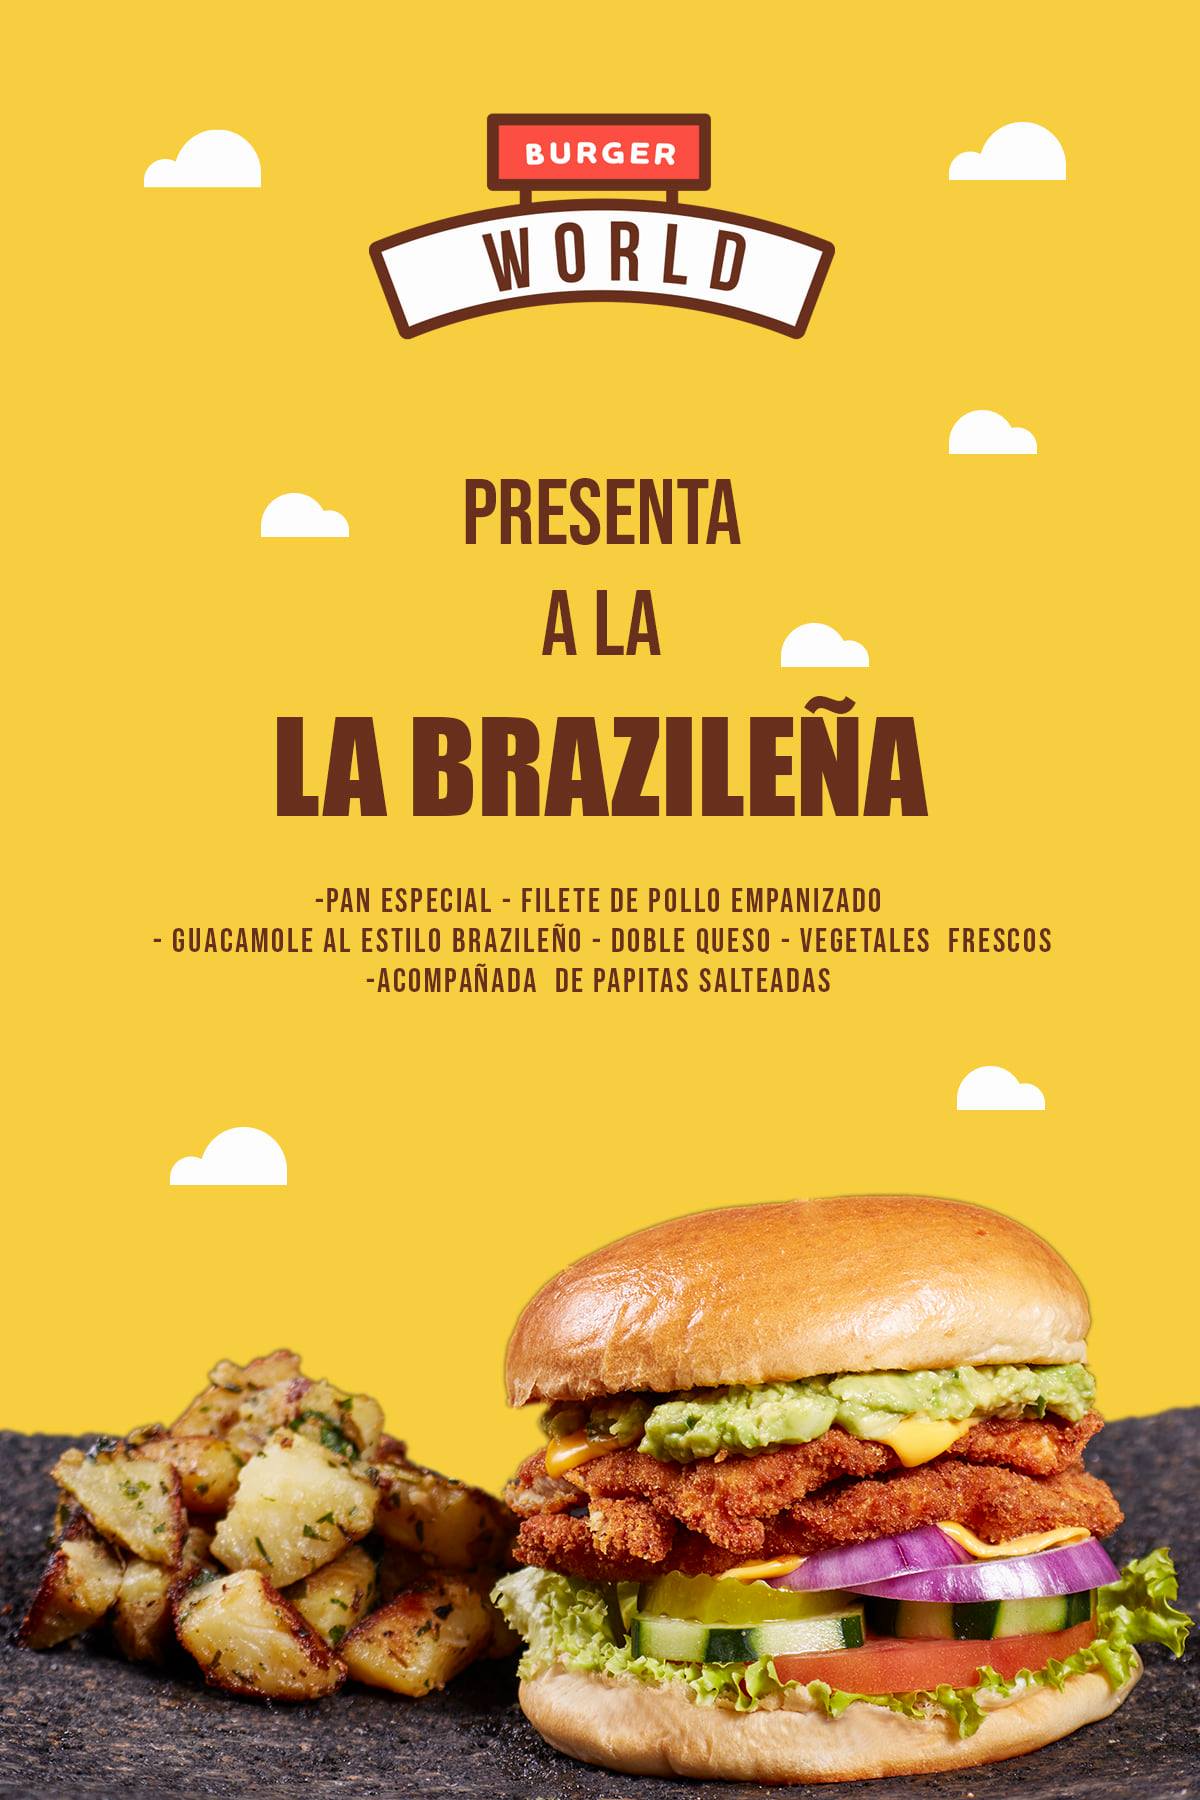 BURGER
WORLD
PRESENTA
A LA
LA BRAZILEÑA
-PAN ESPECIAL - FILETE DE POLLO EMPANIZADO
- GUACAMOLE AL ESTILO BRAZILEÑO - DOBLE QUESO - VEGETALES  FRESCOS
-ACOMPAÑADA  DE PAPITAS SALTEADAS